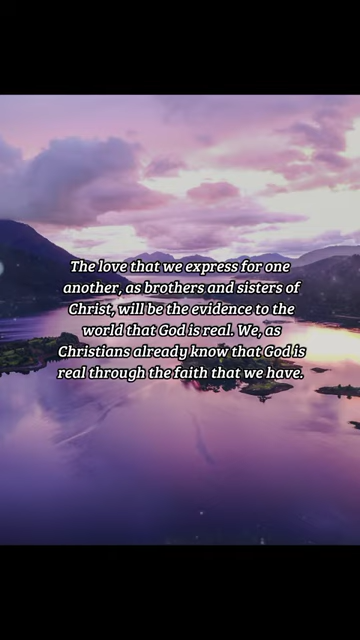 The love that we express for one
another, as brothers and sisters of
Christ, will be the evidence to the
world that God is real. We, as
Christians already know that God is
real through the faith that we have.